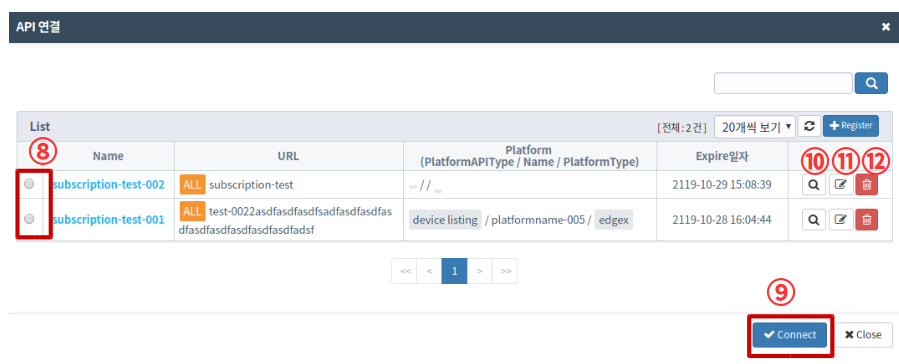 API 연결
List
[전체:2건] 20개씩 보기 Register
⑧ ⑩ ⑪ ⑫
Name URL Platform (PlatformAPIType / Name / PlatformType) Expire일자
subscription-test-002 ALL subscription-test – // – 2119-10-29 15:08:39
subscription-test-001 ALL test-0022asdfasdfasdfsadfasdfasdfas device listing / platformname-005 / edgex 2119-10-28 16:04:44
dfasdfasdfasdfasdfasdfadsf
<< < 1 > >>
⑨
Connect Close